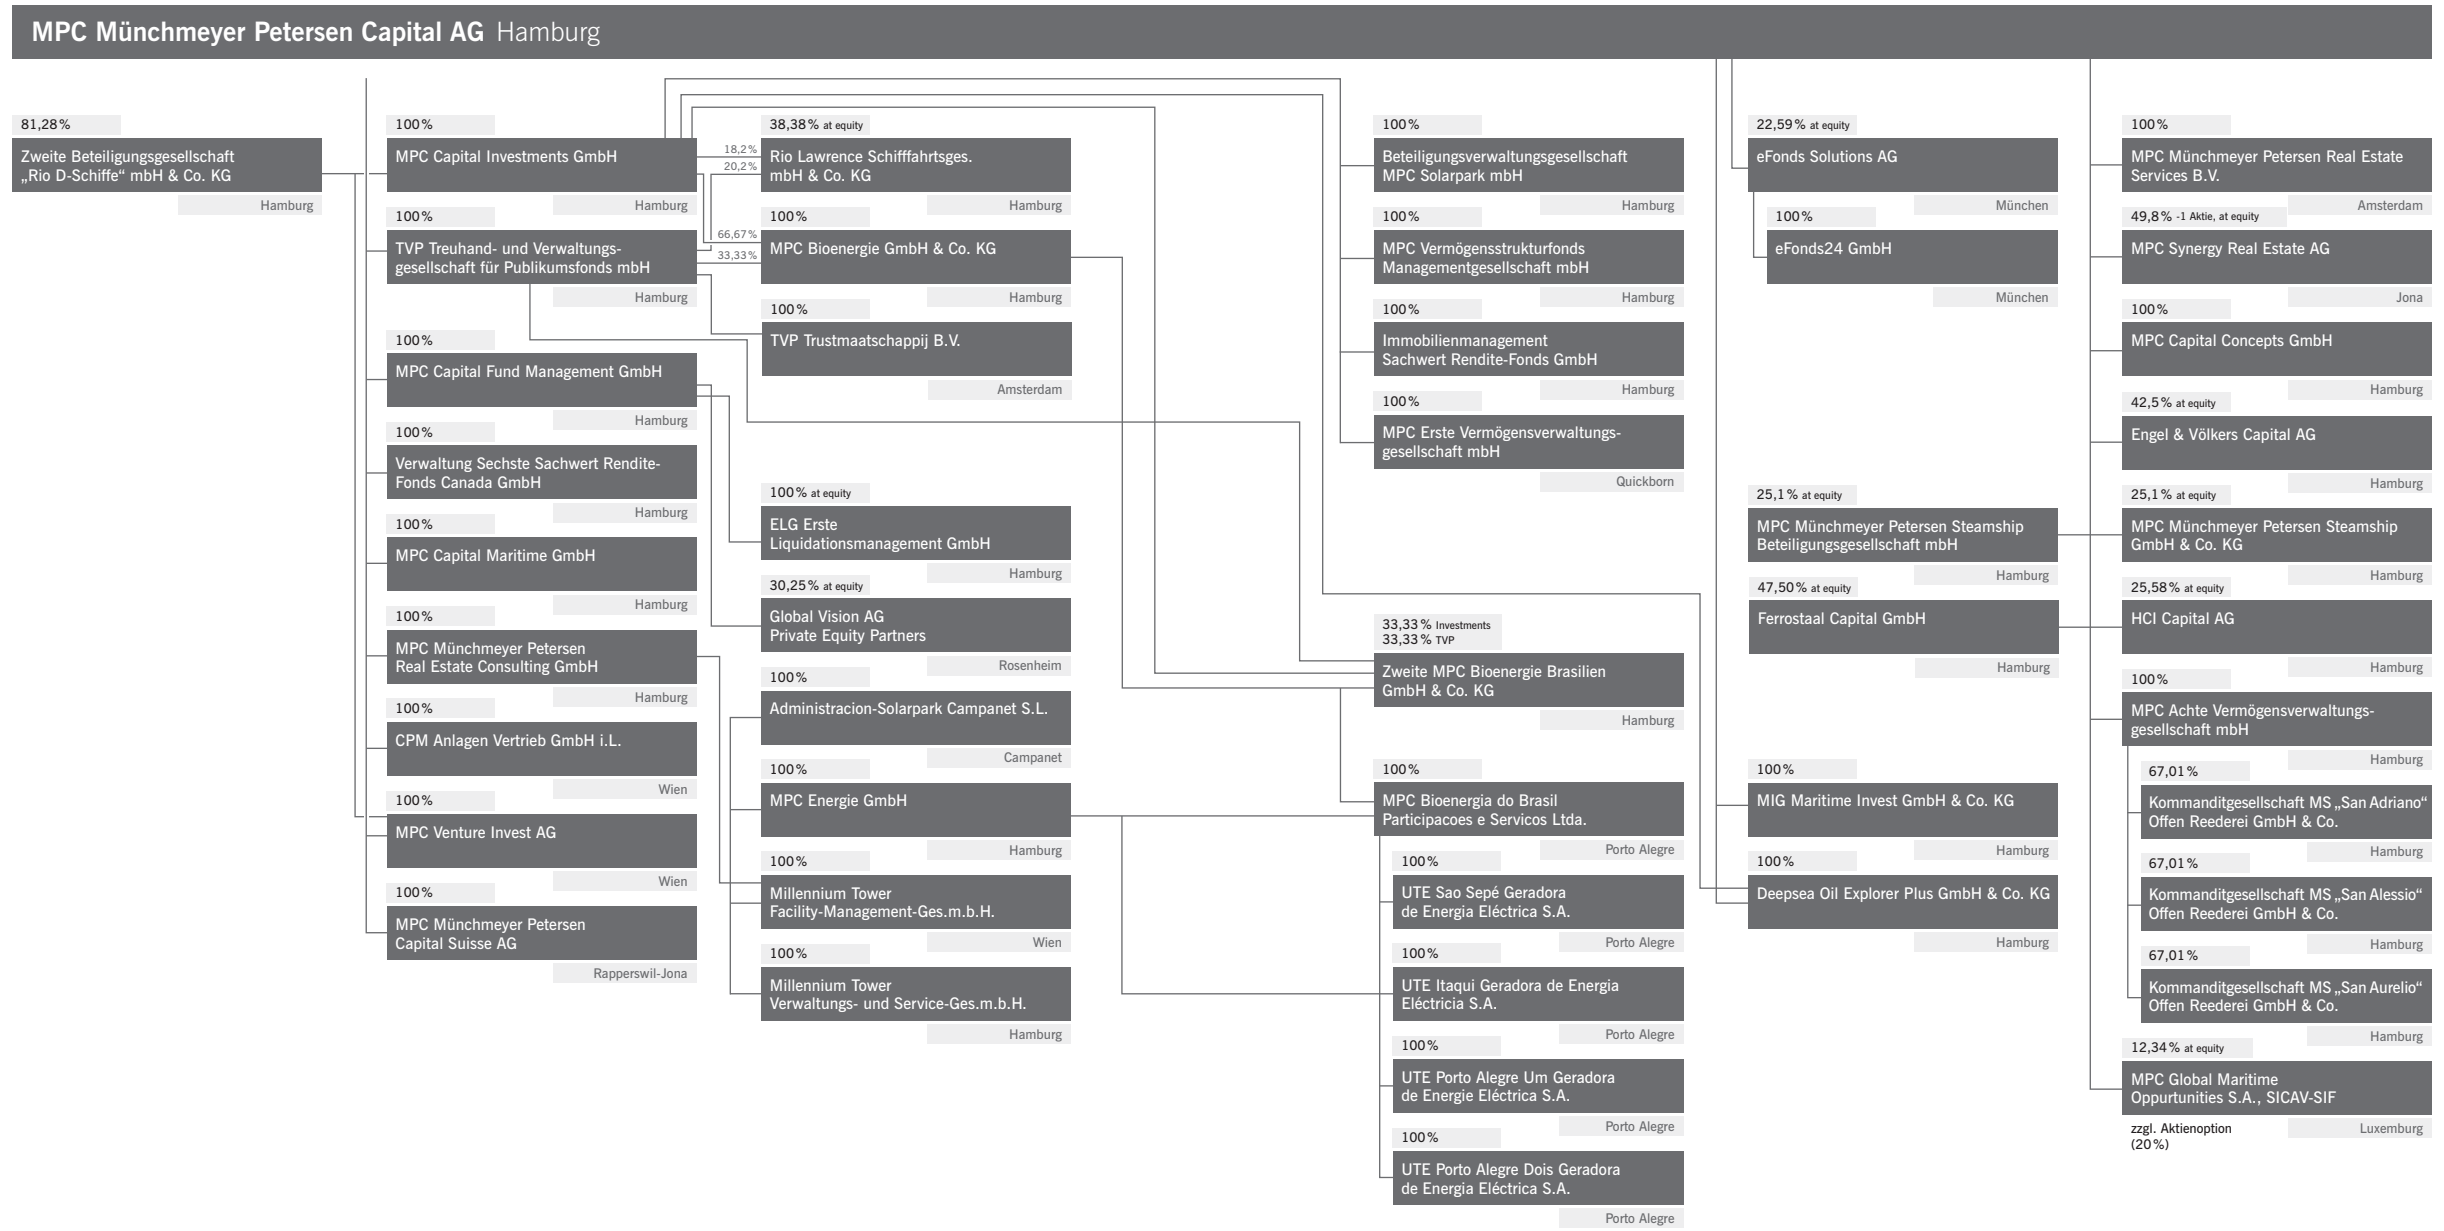 MPC Münchmeyer Petersen Capital AG Hamburg
81,28 %
Zweite Beteiligungsgesellschaft
„Rio D-Schiffe“ mbH & Co. KG
Hamburg
100 %
MPC Capital Investments GmbH
Hamburg
100 %
TVP Treuhand- und Verwaltungs-
gesellschaft für Publikumsfonds mbH
Hamburg
100 %
MPC Capital Fund Management GmbH
Hamburg
100 %
Verwaltung Sechste Sachwert Rendite-
Fonds Canada GmbH
Hamburg
100 %
MPC Capital Maritime GmbH
Hamburg
100 %
MPC Münchmeyer Petersen
Real Estate Consulting GmbH
Hamburg
100 %
CPM Anlagen Vertrieb GmbH i.L.
Wien
100 %
MPC Venture Invest AG
Wien
100 %
MPC Münchmeyer Petersen
Capital Suisse AG
Rapperswil-Jona
18,2 %
20,2 %
66,67 %
33,33 %
38,38 % at equity
Rio Lawrence Schifffahrtsges.
mbH & Co. KG
Hamburg
100 %
MPC Bioenergie GmbH & Co. KG
Hamburg
100 %
TVP Trustmaatschappij B.V.
Amsterdam
100 % at equity
ELG Erste
Liquidationsmanagement GmbH
Hamburg
30,25 % at equity
Global Vision AG
Private Equity Partners
Rosenheim
100 %
Administracion-Solarpark Campanet S.L.
Campanet
100 %
MPC Energie GmbH
Hamburg
100 %
Millennium Tower
Facility-Management-Ges.m.b.H.
Wien
100 %
Millennium Tower
Verwaltungs- und Service-Ges.m.b.H.
Hamburg
100 %
Beteiligungsverwaltungsgesellschaft
MPC Solarpark mbH
Hamburg
100 %
MPC Vermögensstrukturfonds
Managementgesellschaft mbH
Hamburg
100 %
Immobilienmanagement
Sachwert Rendite-Fonds GmbH
Hamburg
100 %
MPC Erste Vermögensverwaltungs-
gesellschaft mbH
Quickborn
33,33 % Investments
33,33 % TVP
Zweite MPC Bioenergie Brasilien
GmbH & Co. KG
Hamburg
100 %
MPC Bioenergia do Brasil
Participacoes e Servicos Ltda.
Porto Alegre
100 %
UTE Sao Sepé Geradora
de Energia Eléctrica S.A.
Porto Alegre
100 %
UTE Itaqui Geradora de Energia
Eléctricia S.A.
Porto Alegre
100 %
UTE Porto Alegre Um Geradora
de Energie Eléctrica S.A.
Porto Alegre
100 %
UTE Porto Alegre Dois Geradora
de Energia Eléctrica S.A.
Porto Alegre
22,59 % at equity
eFonds Solutions AG
München
100 %
eFonds24 GmbH
München
25,1 % at equity
MPC Münchmeyer Petersen Steamship
Beteiligungsgesellschaft mbH
Hamburg
47,50 % at equity
Ferrostaal Capital GmbH
Hamburg
100 %
MIG Maritime Invest GmbH & Co. KG
Hamburg
100 %
Deepsea Oil Explorer Plus GmbH & Co. KG
Hamburg
100 %
MPC Münchmeyer Petersen Real Estate
Services B.V.
Amsterdam
49,8 % -1 Aktie, at equity
MPC Synergy Real Estate AG
Jona
100 %
MPC Capital Concepts GmbH
Hamburg
42,5 % at equity
Engel & Völkers Capital AG
Hamburg
25,1 % at equity
MPC Münchmeyer Petersen Steamship
GmbH & Co. KG
Hamburg
25,58 % at equity
HCI Capital AG
Hamburg
100 %
MPC Achte Vermögensverwaltungs-
gesellschaft mbH
Hamburg
67,01 %
Kommanditgesellschaft MS „San Adriano“
Offen Reederei GmbH & Co.
Hamburg
67,01 %
Kommanditgesellschaft MS „San Alessio“
Offen Reederei GmbH & Co.
Hamburg
67,01 %
Kommanditgesellschaft MS „San Aurelio“
Offen Reederei GmbH & Co.
Hamburg
12,34 % at equity
MPC Global Maritime
Oppurtunities S.A., SICAV-SIF
Luxemburg
zzgl. Aktienoption
(20 %)